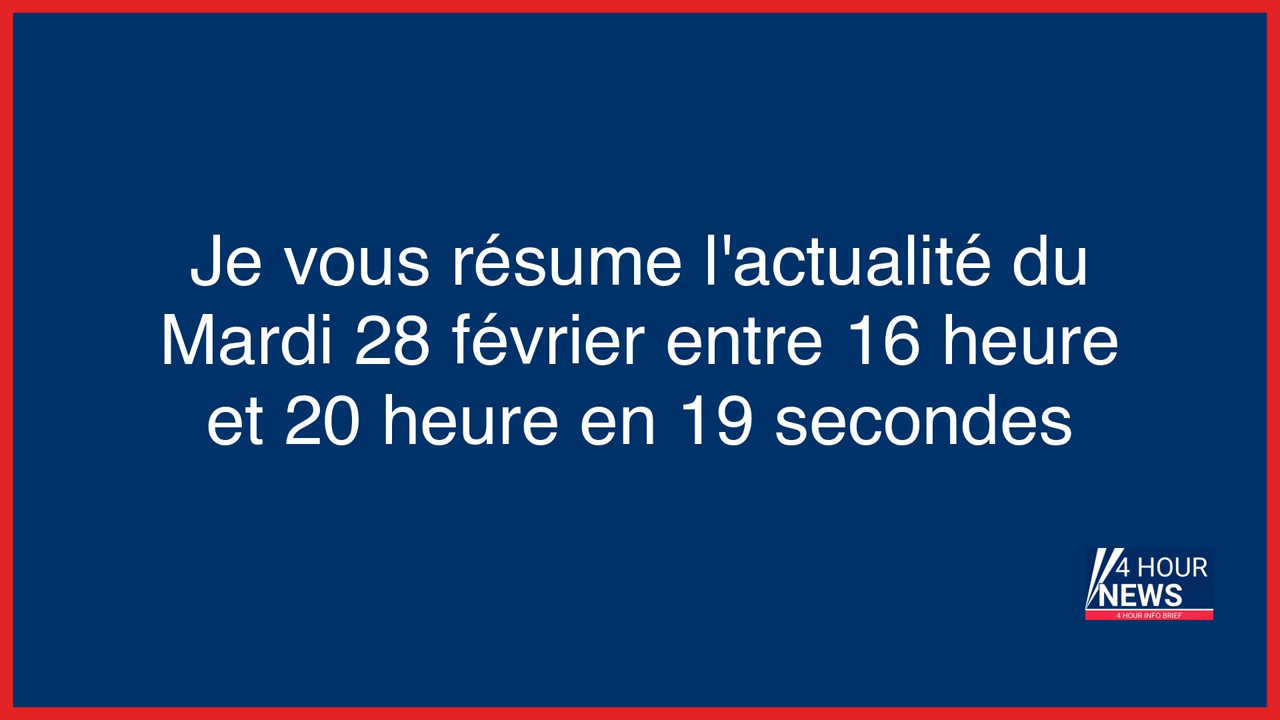 Je vous résume l'actualité du
Mardi 28 février entre 16 heure
et 20 heure en 19 secondes
4 HOUR
NEWS
4 HOUR INFO BRIEF